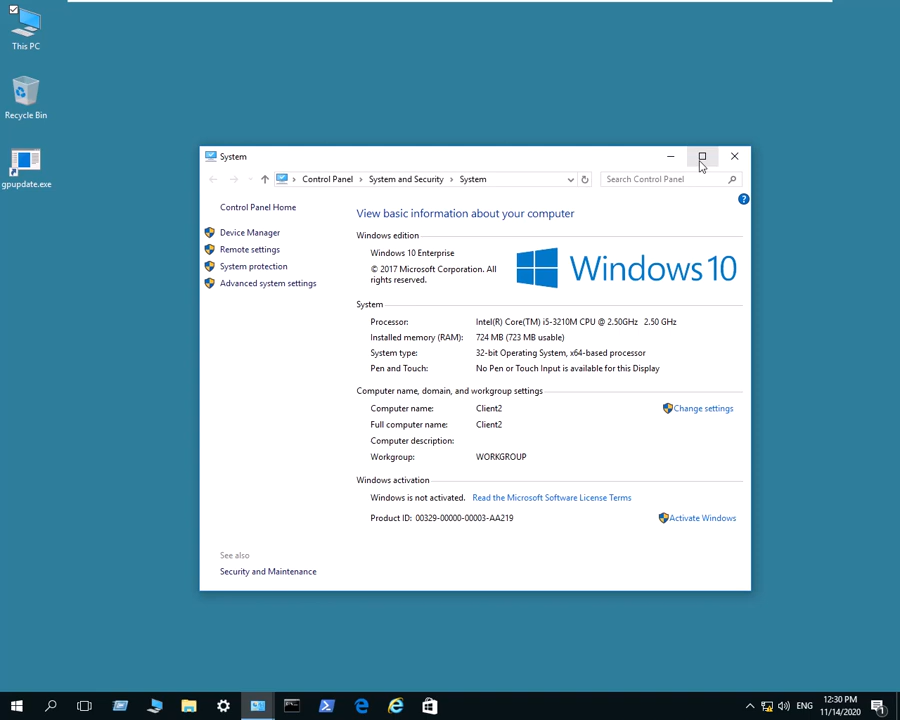 This PC
Recycle Bin
gpupdate.exe
System
Control Panel > System and Security > System
Search Control Panel
?
Control Panel Home
Device Manager
Remote settings
System protection
Advanced system settings
See also
Security and Maintenance
View basic information about your computer
Windows edition
Windows 10 Enterprise
© 2017 Microsoft Corporation. All
rights reserved.
Windows 10
System
Processor: Intel(R) Core(TM) i5-3210M CPU @ 2.50GHz 2.50 GHz
Installed memory (RAM): 724 MB (723 MB usable)
System type: 32-bit Operating System, x64-based processor
Pen and Touch: No Pen or Touch Input is available for this Display
Computer name, domain, and workgroup settings
Computer name: Client2 Change settings
Full computer name: Client2
Computer description:
Workgroup: WORKGROUP
Windows activation
Windows is not activated. Read the Microsoft Software License Terms
Product ID: 00329-00000-00003-AA219 Activate Windows
ENG
12:30 PM
11/14/2020
1